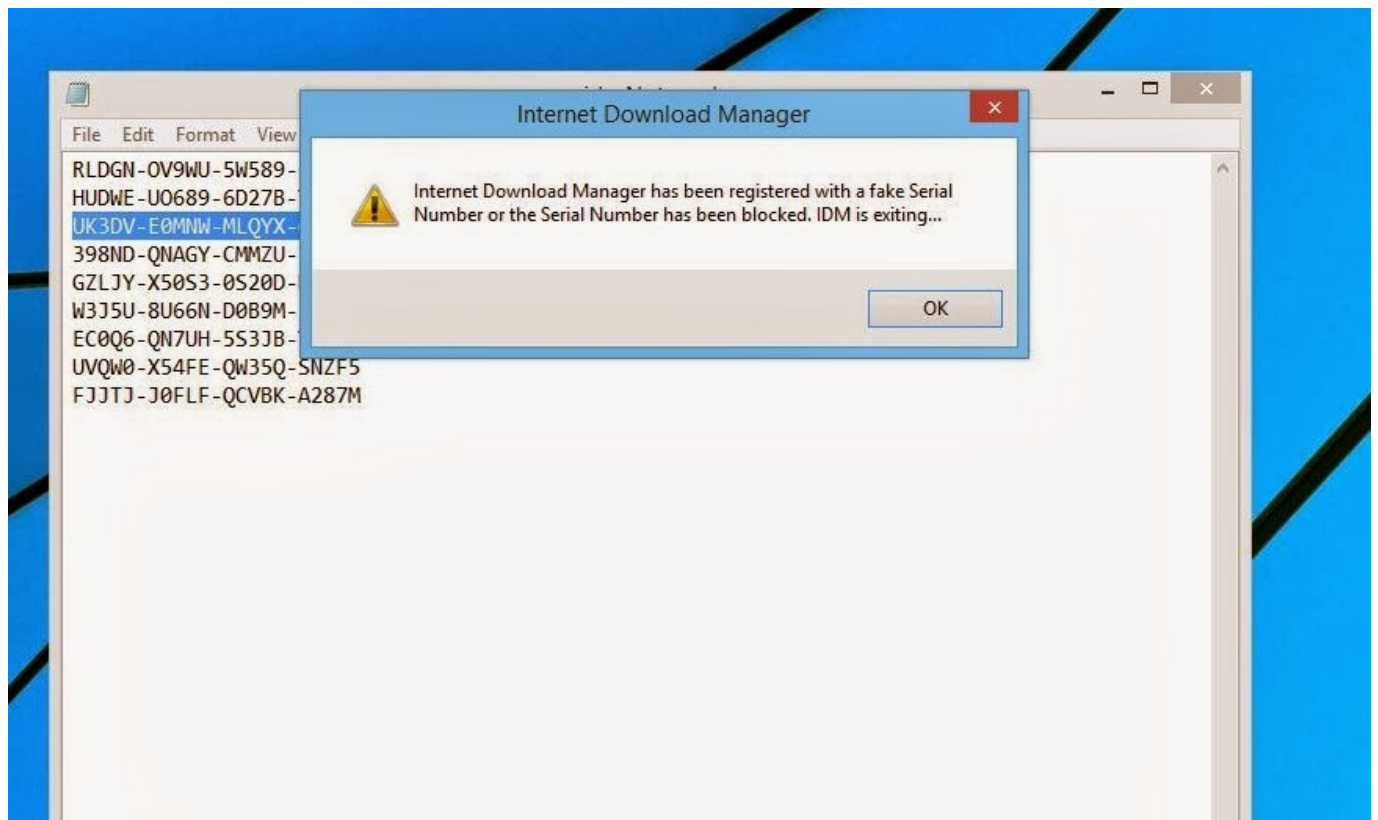 Internet Download Manager
File Edit Format View
Internet Download Manager has been registered with a fake Serial
Number or the Serial Number has been blocked. IDM is exiting...
OK
RLDGN-OV9WU-5W589-
HUDWE-UO689-6D27B-
UK3DV-E0MNW-MLQYX-
398ND-QNAGY-CMMZU-
GZLJY-X50S3-0S20D-
W3J5U-8U66N-D0B9M-
EC0Q6-QN7UH-5S3JB-
UVQW0-X54FE-QW35Q-SNZF5
FJJTJ-J0FLF-QCVBK-A287M